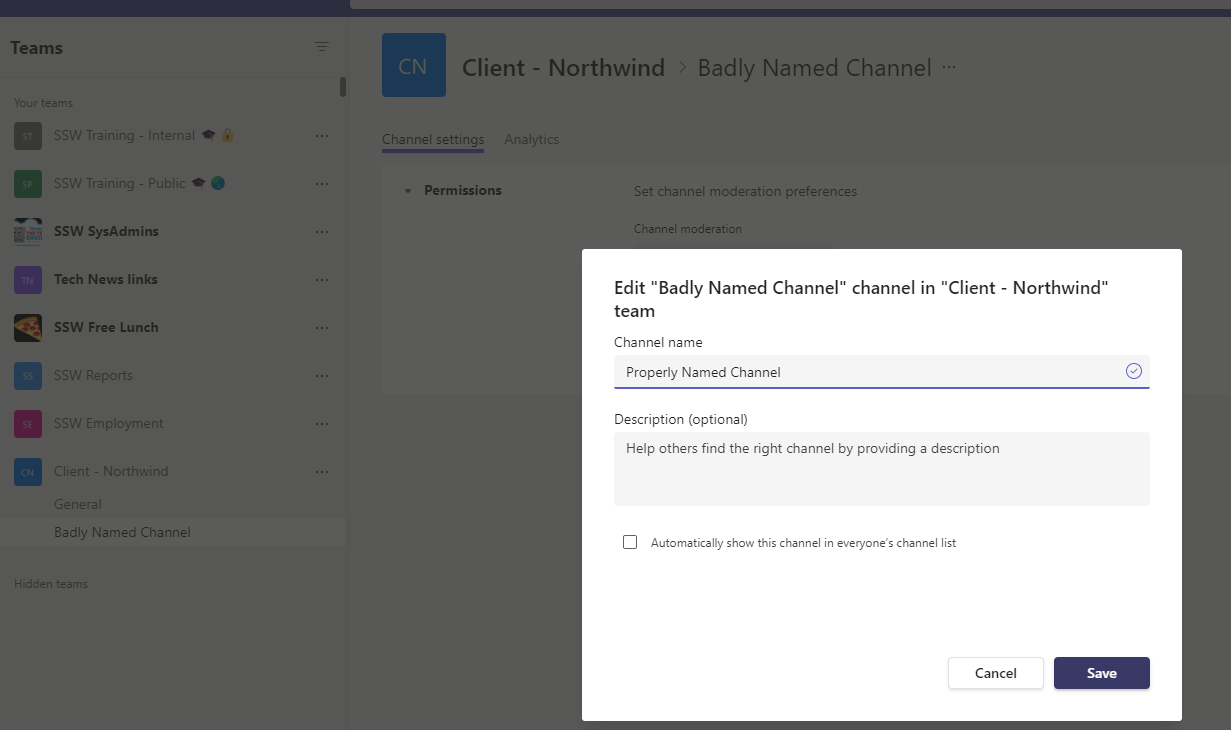 Teams
Your teams
ST SSW Training - Internal 🎓 🔒 ...
SP SSW Training - Public 🎓 🌏 ...
SSW SysAdmins ...
TN Tech News links ...
SSW Free Lunch ...
SS SSW Reports ...
SE SSW Employment ...
CN Client - Northwind ...
General
Badly Named Channel
Hidden teams
CN Client - Northwind > Badly Named Channel ...
Channel settings Analytics
Permissions Set channel moderation preferences
Channel moderation
Edit "Badly Named Channel" channel in "Client - Northwind"
team
Channel name
Properly Named Channel
Description (optional)
Help others find the right channel by providing a description
Automatically show this channel in everyone's channel list
Cancel Save